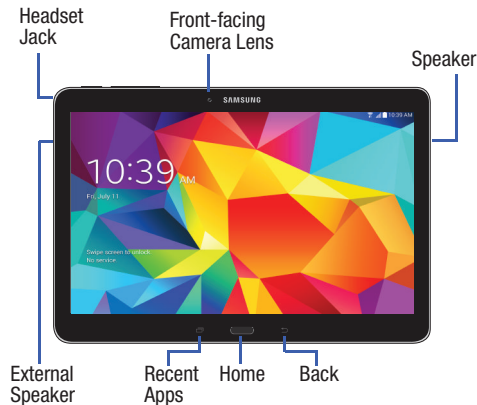 Headset
Jack
Front-facing
Camera Lens
Speaker
SAMSUNG
10:39 AM
10:39 AM
Fri, July 11
Swipe screen to unlock
No service
External
Speaker
Recent
Apps
Home
Back